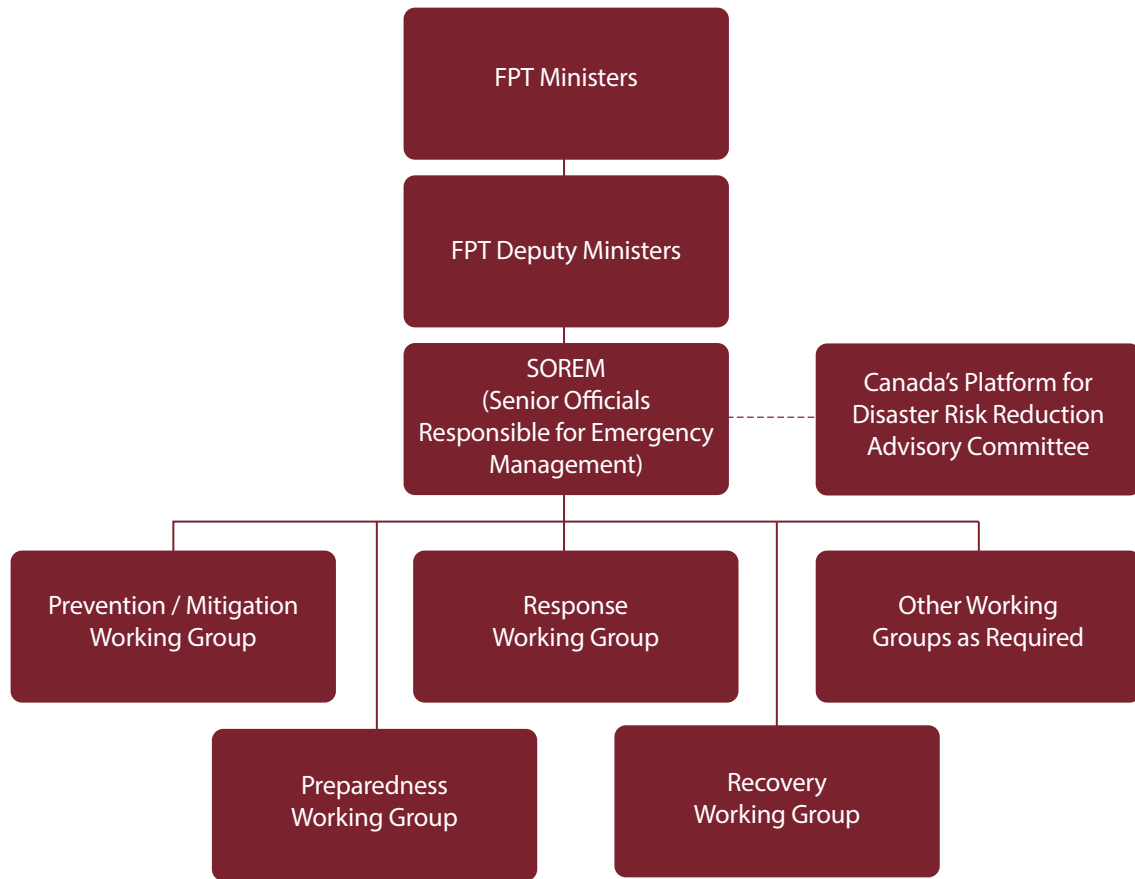 FPT Ministers
FPT Deputy Ministers
SOREM
(Senior Officials
Responsible for Emergency
Management)
Canada’s Platform for
Disaster Risk Reduction
Advisory Committee
Prevention / Mitigation
Working Group
Response
Working Group
Other Working
Groups as Required
Preparedness
Working Group
Recovery
Working Group